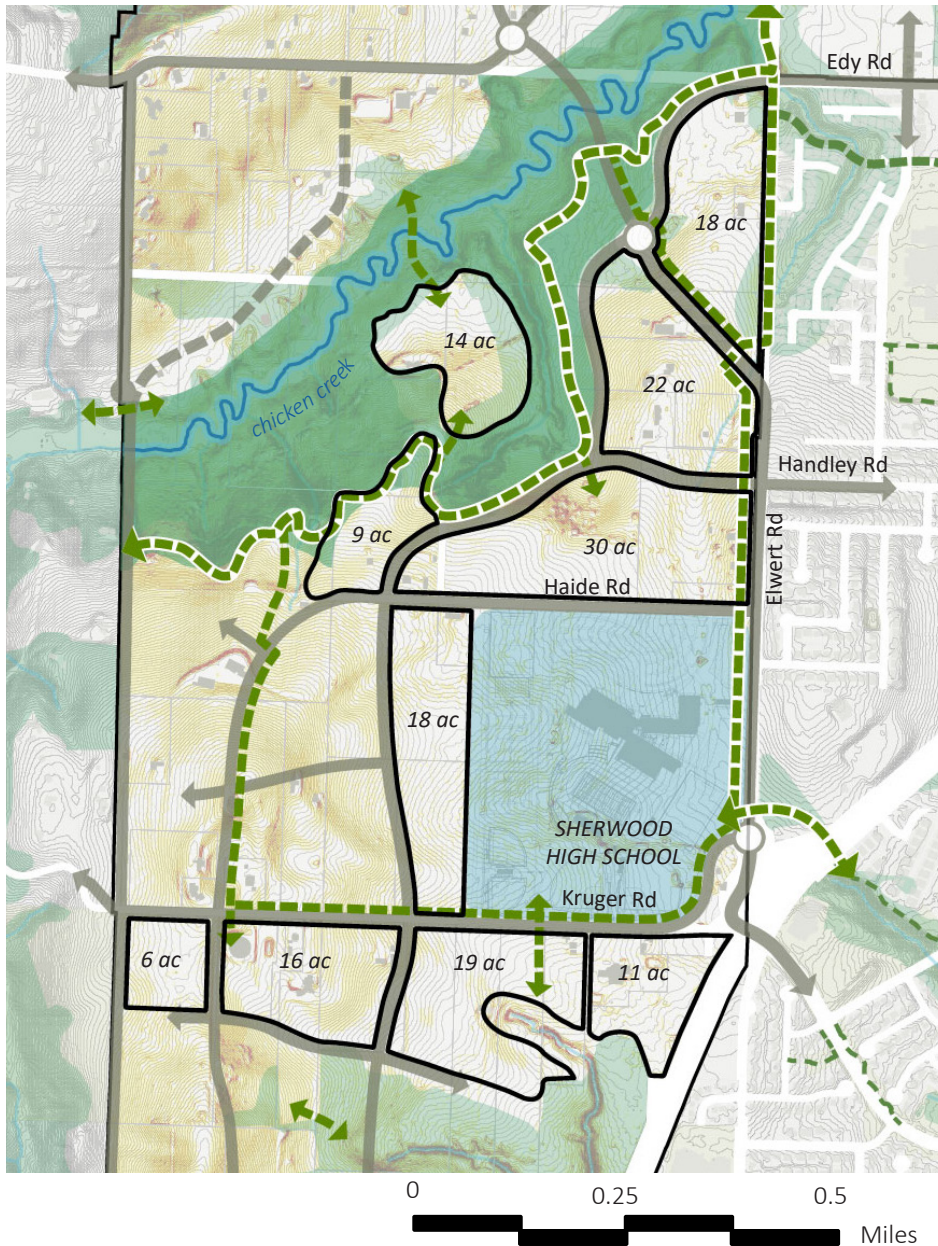 Edy Rd
18 ac
14 ac
22 ac
chicken creek
Handley Rd
9 ac
30 ac
Haide Rd
Elwert Rd
18 ac
SHERWOOD
HIGH SCHOOL
Kruger Rd
6 ac
16 ac
19 ac
11 ac
0
0.25
0.5
Miles